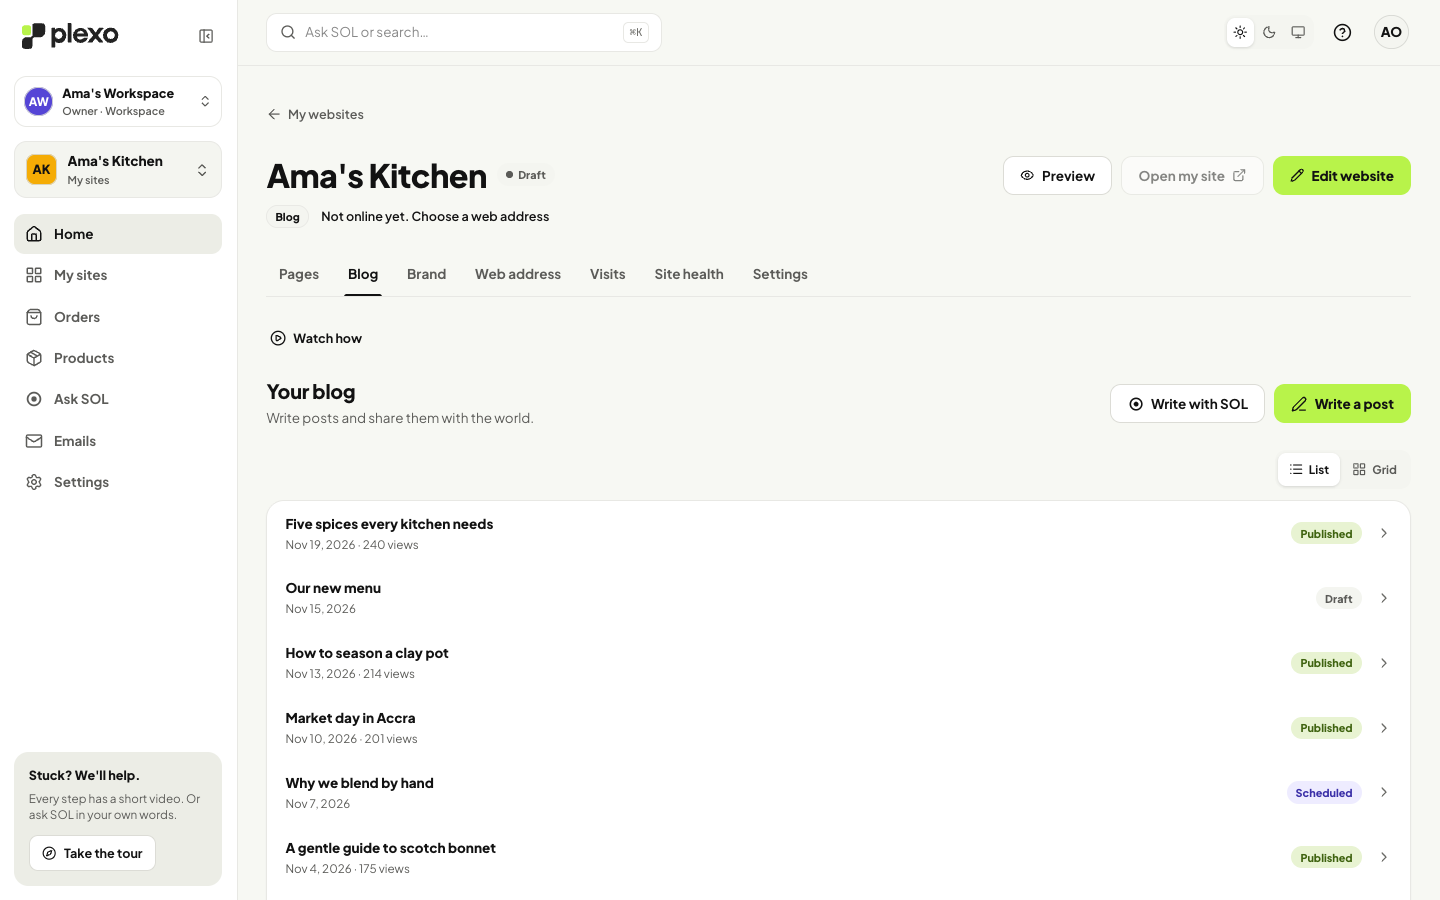 plexo
Ask SOL or search...
⌘K
AO
AW
Ama's Workspace
Owner · Workspace
AK
Ama's Kitchen
My sites
Home
My sites
Orders
Products
Ask SOL
Emails
Settings
Stuck? We'll help.
Every step has a short video. Or
ask SOL in your own words.
Take the tour
My websites
Ama's Kitchen
Draft
Preview
Open my site
Edit website
Blog
Not online yet. Choose a web address
Pages
Blog
Brand
Web address
Visits
Site health
Settings
Watch how
Your blog
Write posts and share them with the world.
Write with SOL
Write a post
List
Grid
Five spices every kitchen needs
Nov 19, 2026 · 240 views
Published
Our new menu
Nov 15, 2026
Draft
How to season a clay pot
Nov 13, 2026 · 214 views
Published
Market day in Accra
Nov 10, 2026 · 201 views
Published
Why we blend by hand
Nov 7, 2026
Scheduled
A gentle guide to scotch bonnet
Nov 4, 2026 · 175 views
Published